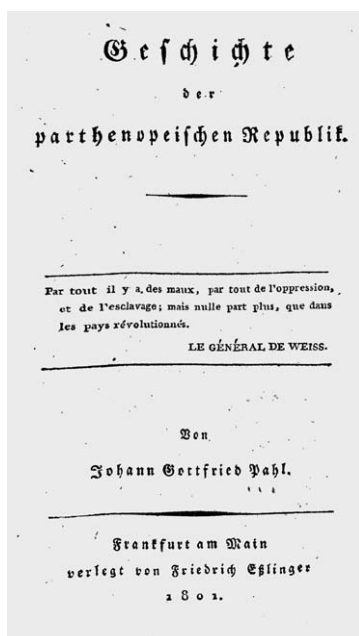 Geschichte
der
parthenopeischen Republik.
Par tout il y a des maux, par tout de l'oppression,
et de l'esclavage; mais nulle part plus, que dans
les pays révolutionnés.
LE GÉNÉRAL DE WEISS.
Von
Johann Gottfried Pahl.
Frankfurt am Main
verlegt von Friedrich Eßlinger
1801.